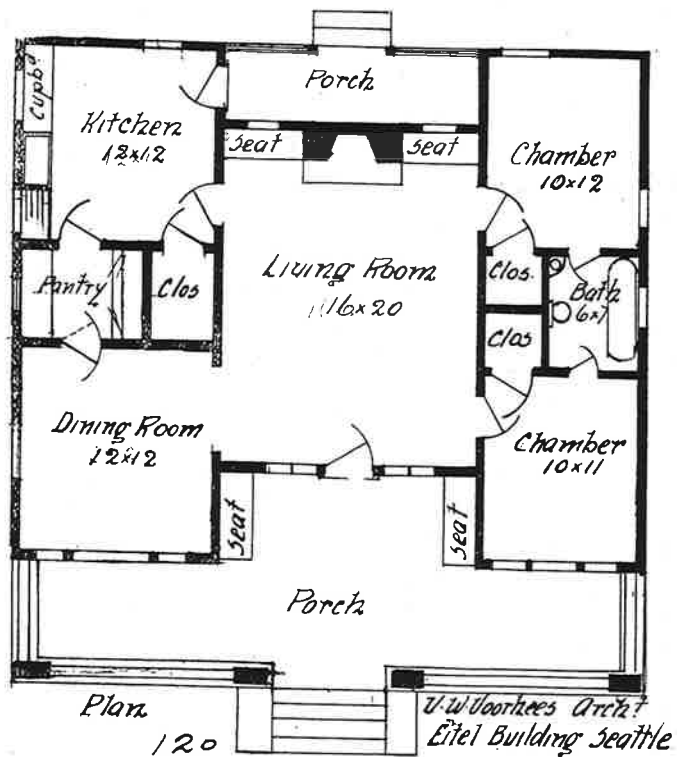 Porch
Cupb'd
Kitchen
12x12
Seat
Seat
Chamber
10x12
Pantry
Clos
Living Room
16x20
Clos.
Bath
6x7
Clos
Dining Room
12x12
Chamber
10x11
Seat
Seat
Porch
Plan
120
V.W. Voorhees Archt
Eitel Building Seattle